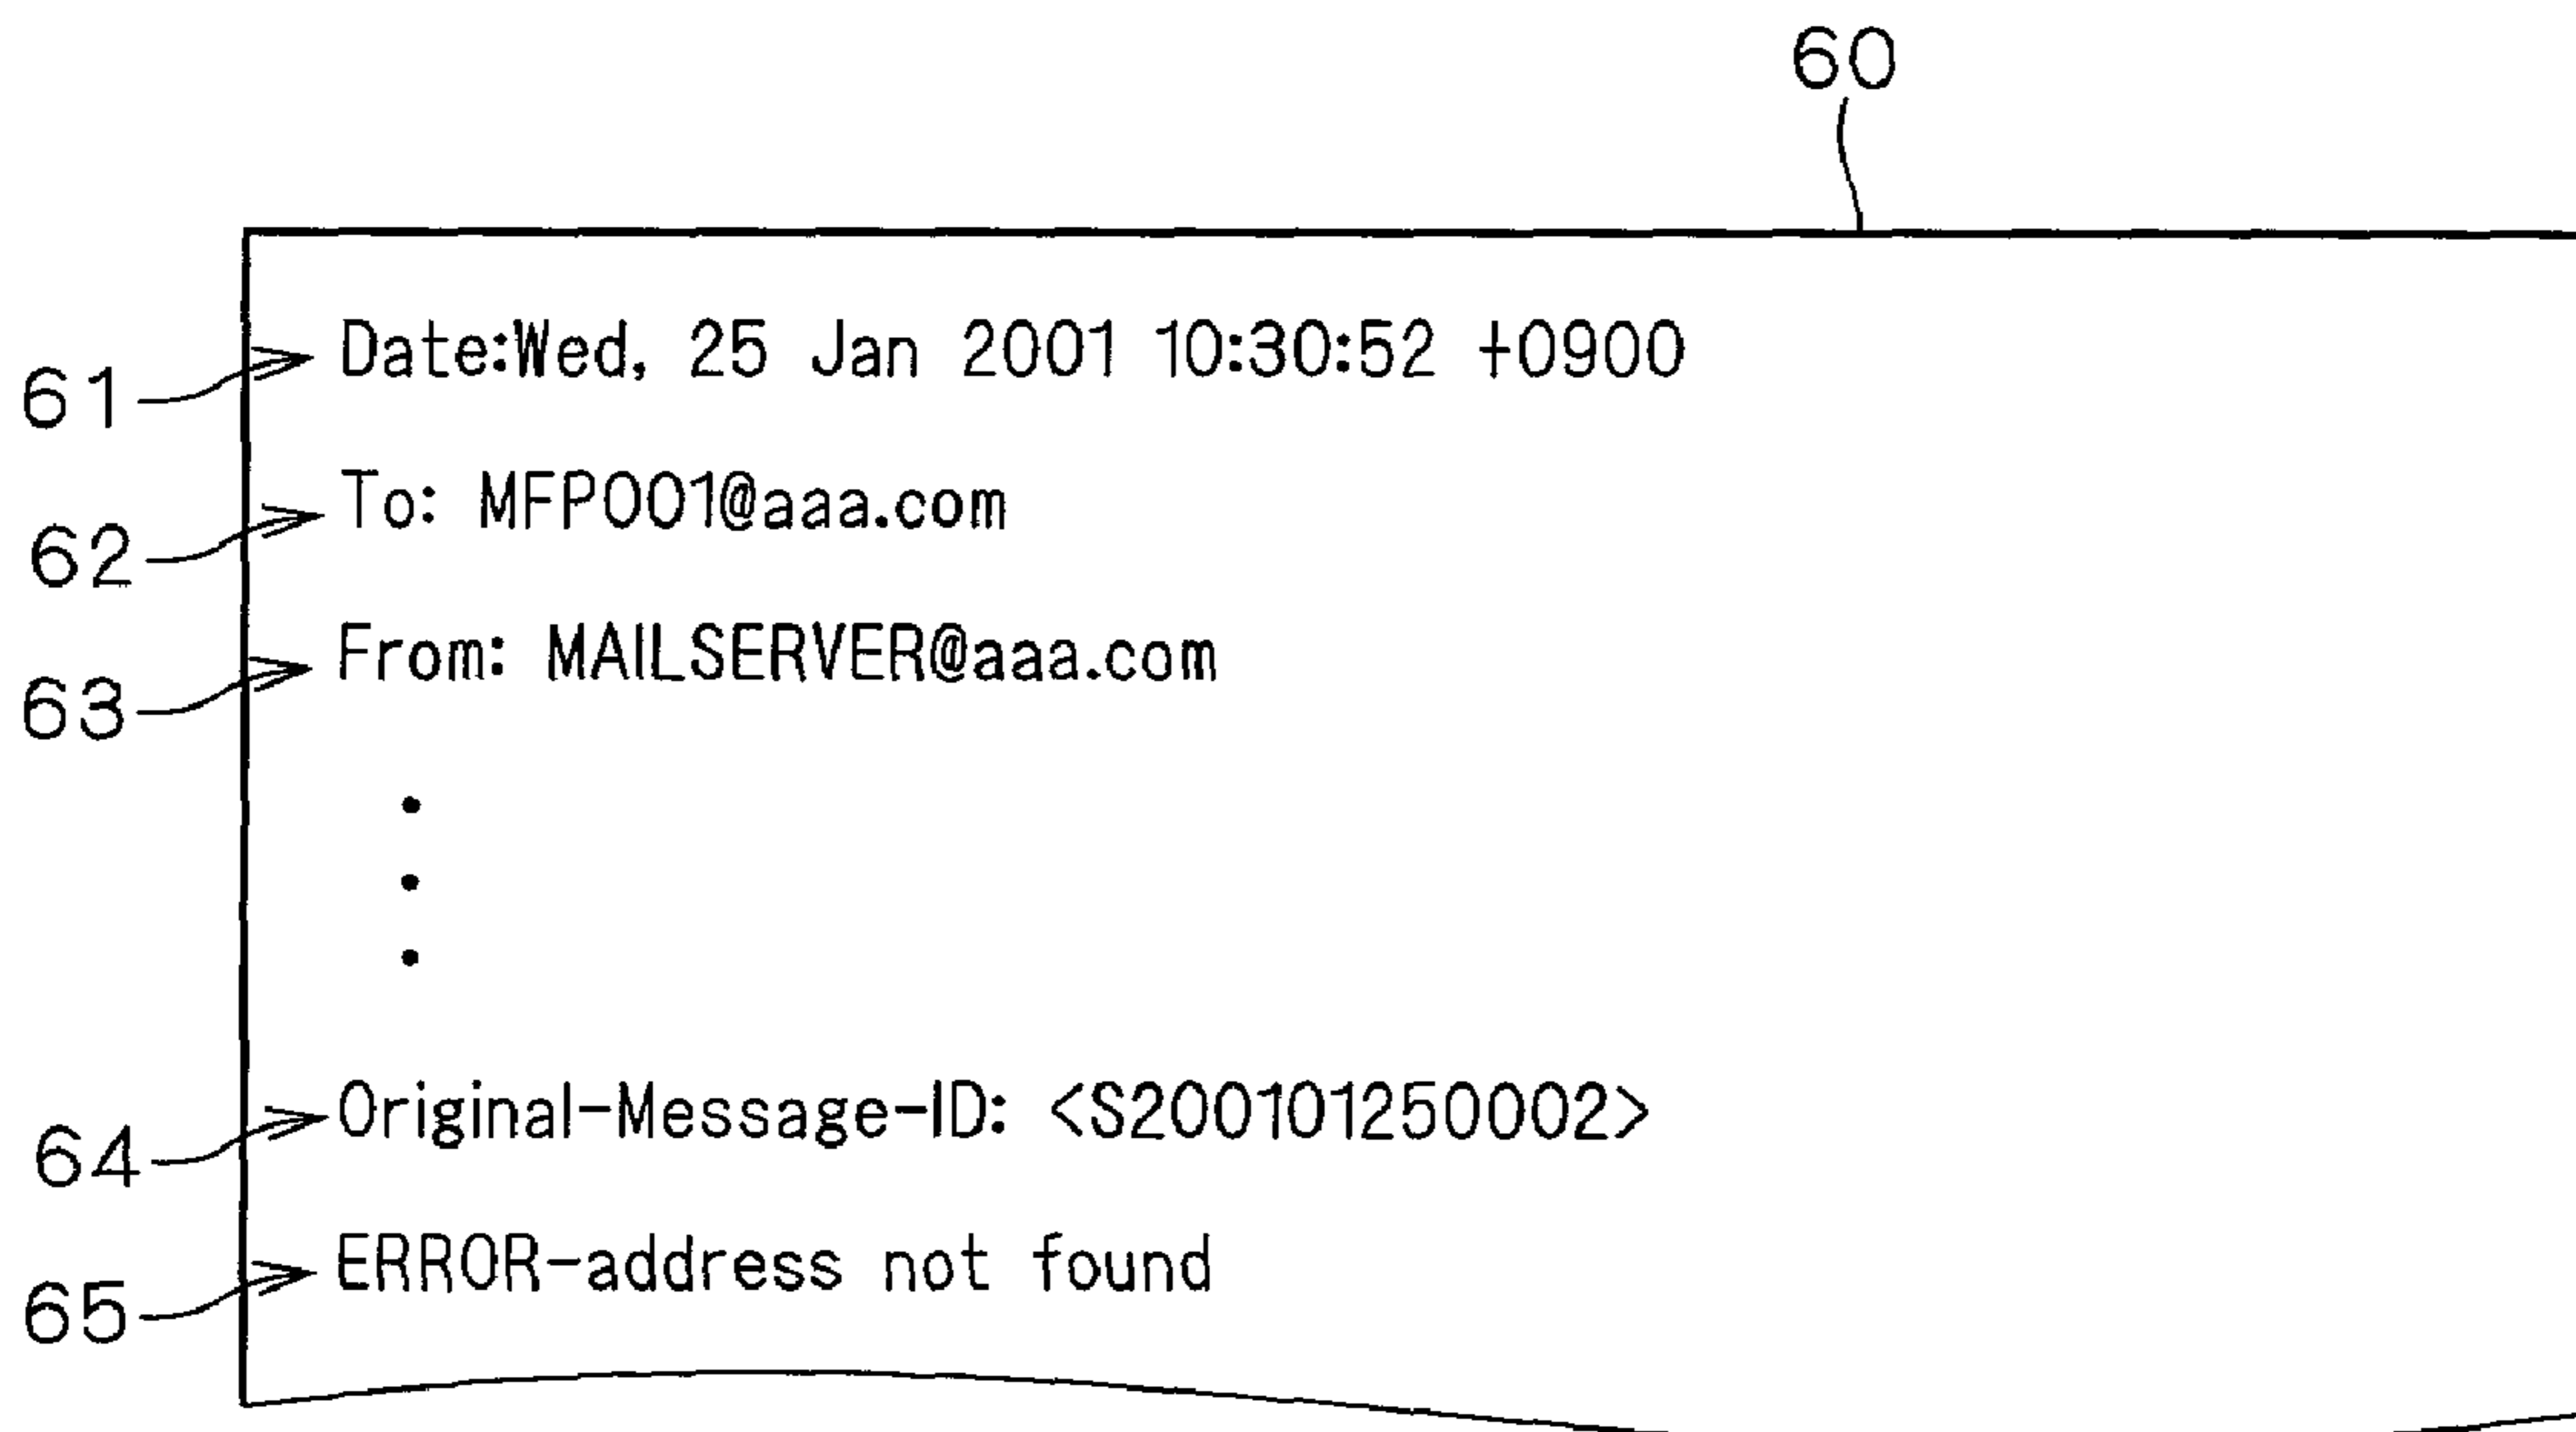 60
61 Date:Wed, 25 Jan 2001 10:30:52 +0900
62 To: MFP001@aaa.com
63 From: MAILSERVER@aaa.com
64 Original-Message-ID: <S200101250002>
65 ERROR-address not found